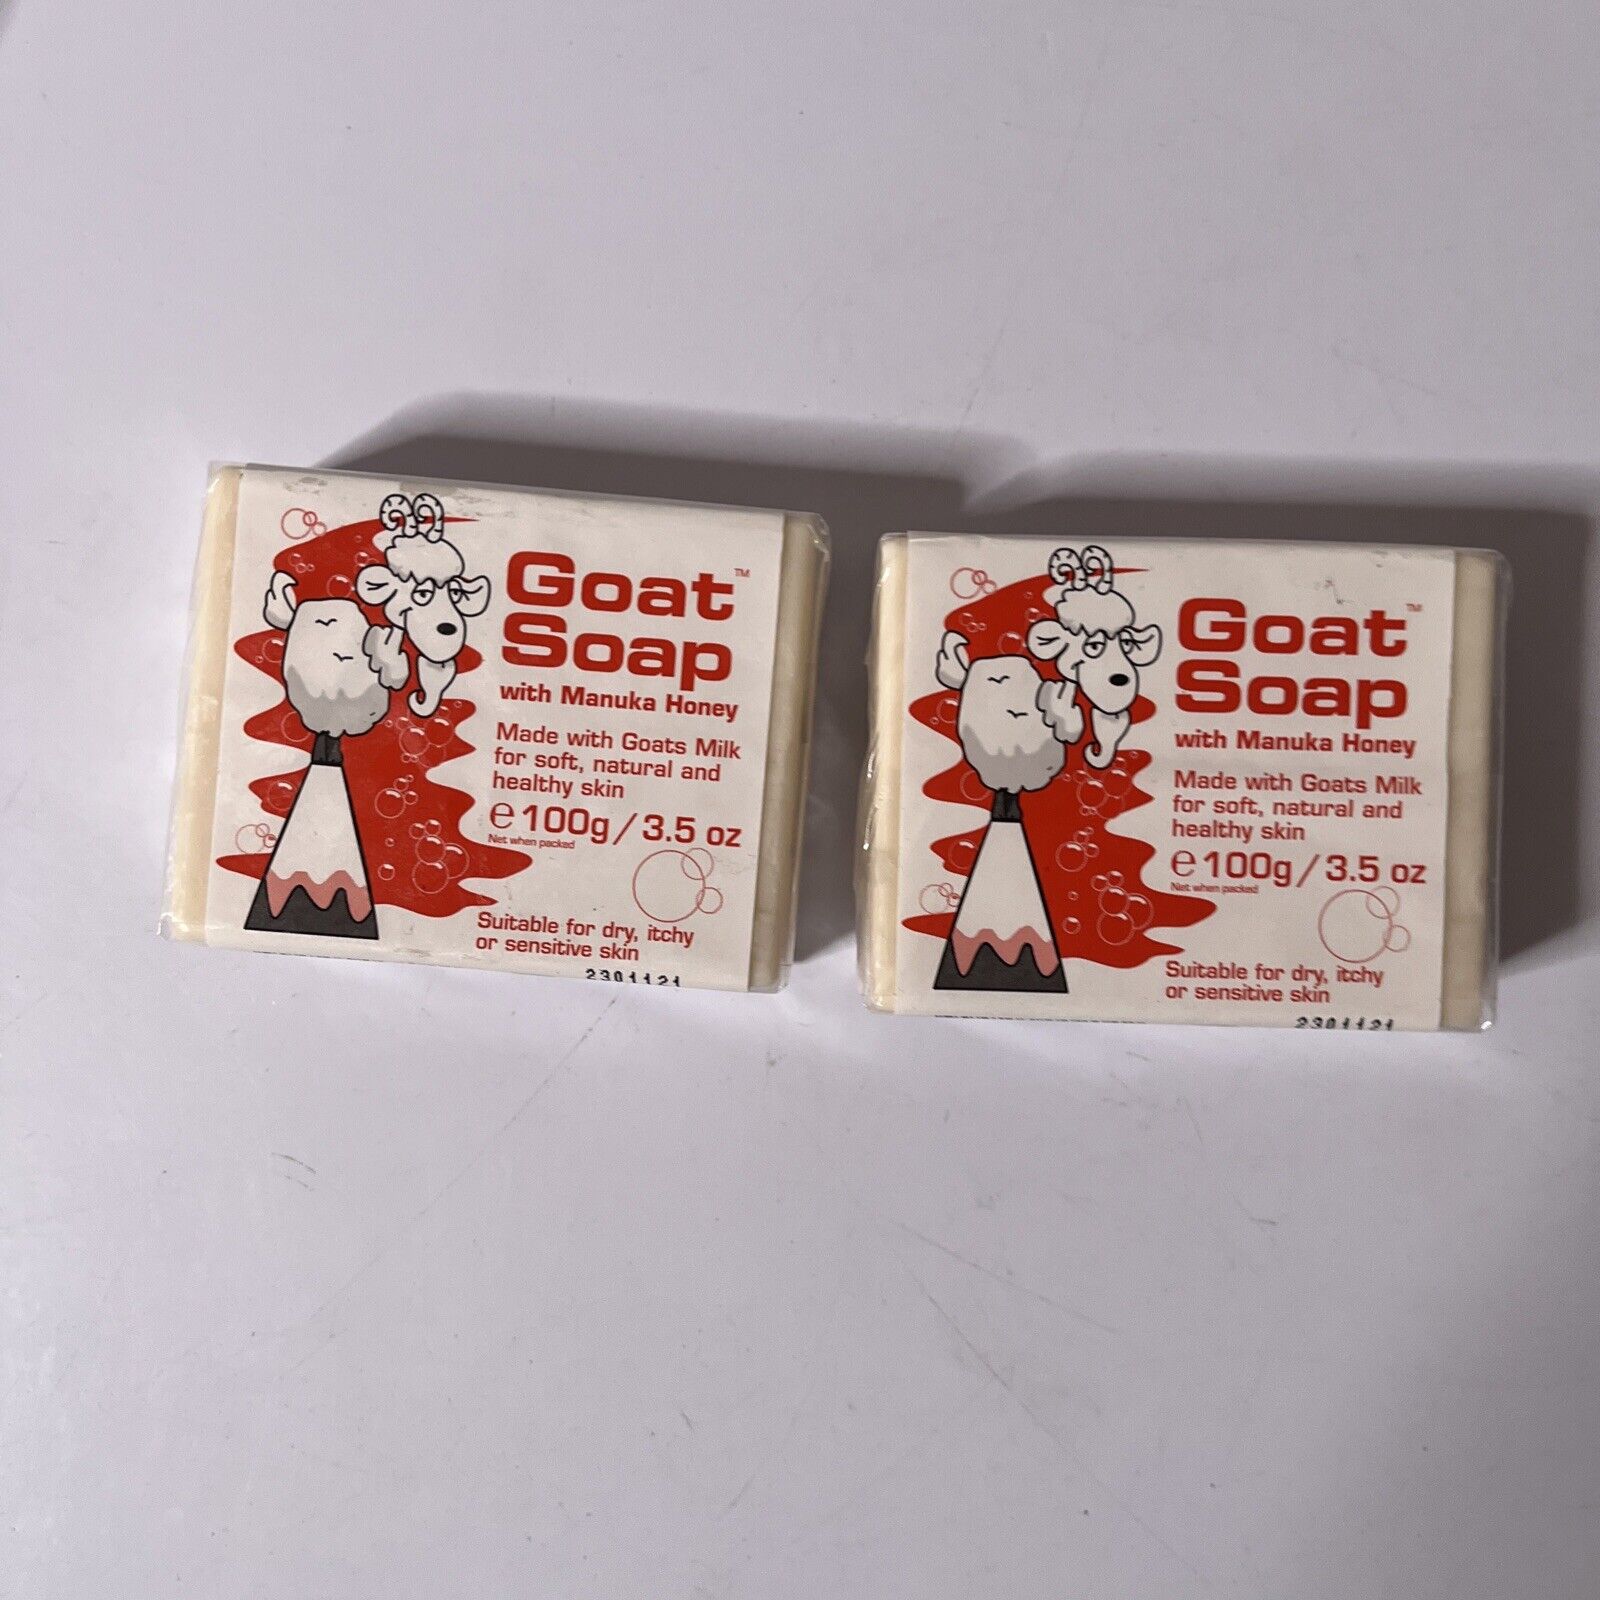 Goat™
Soap
with Manuka Honey
Made with Goats Milk
for soft, natural and
healthy skin
℮100g/3.5 oz
Net when packed
Suitable for dry, itchy
or sensitive skin
2301121
Goat™
Soap
with Manuka Honey
Made with Goats Milk
for soft, natural and
healthy skin
℮100g/3.5 oz
Net when packed
Suitable for dry, itchy
or sensitive skin
2301121